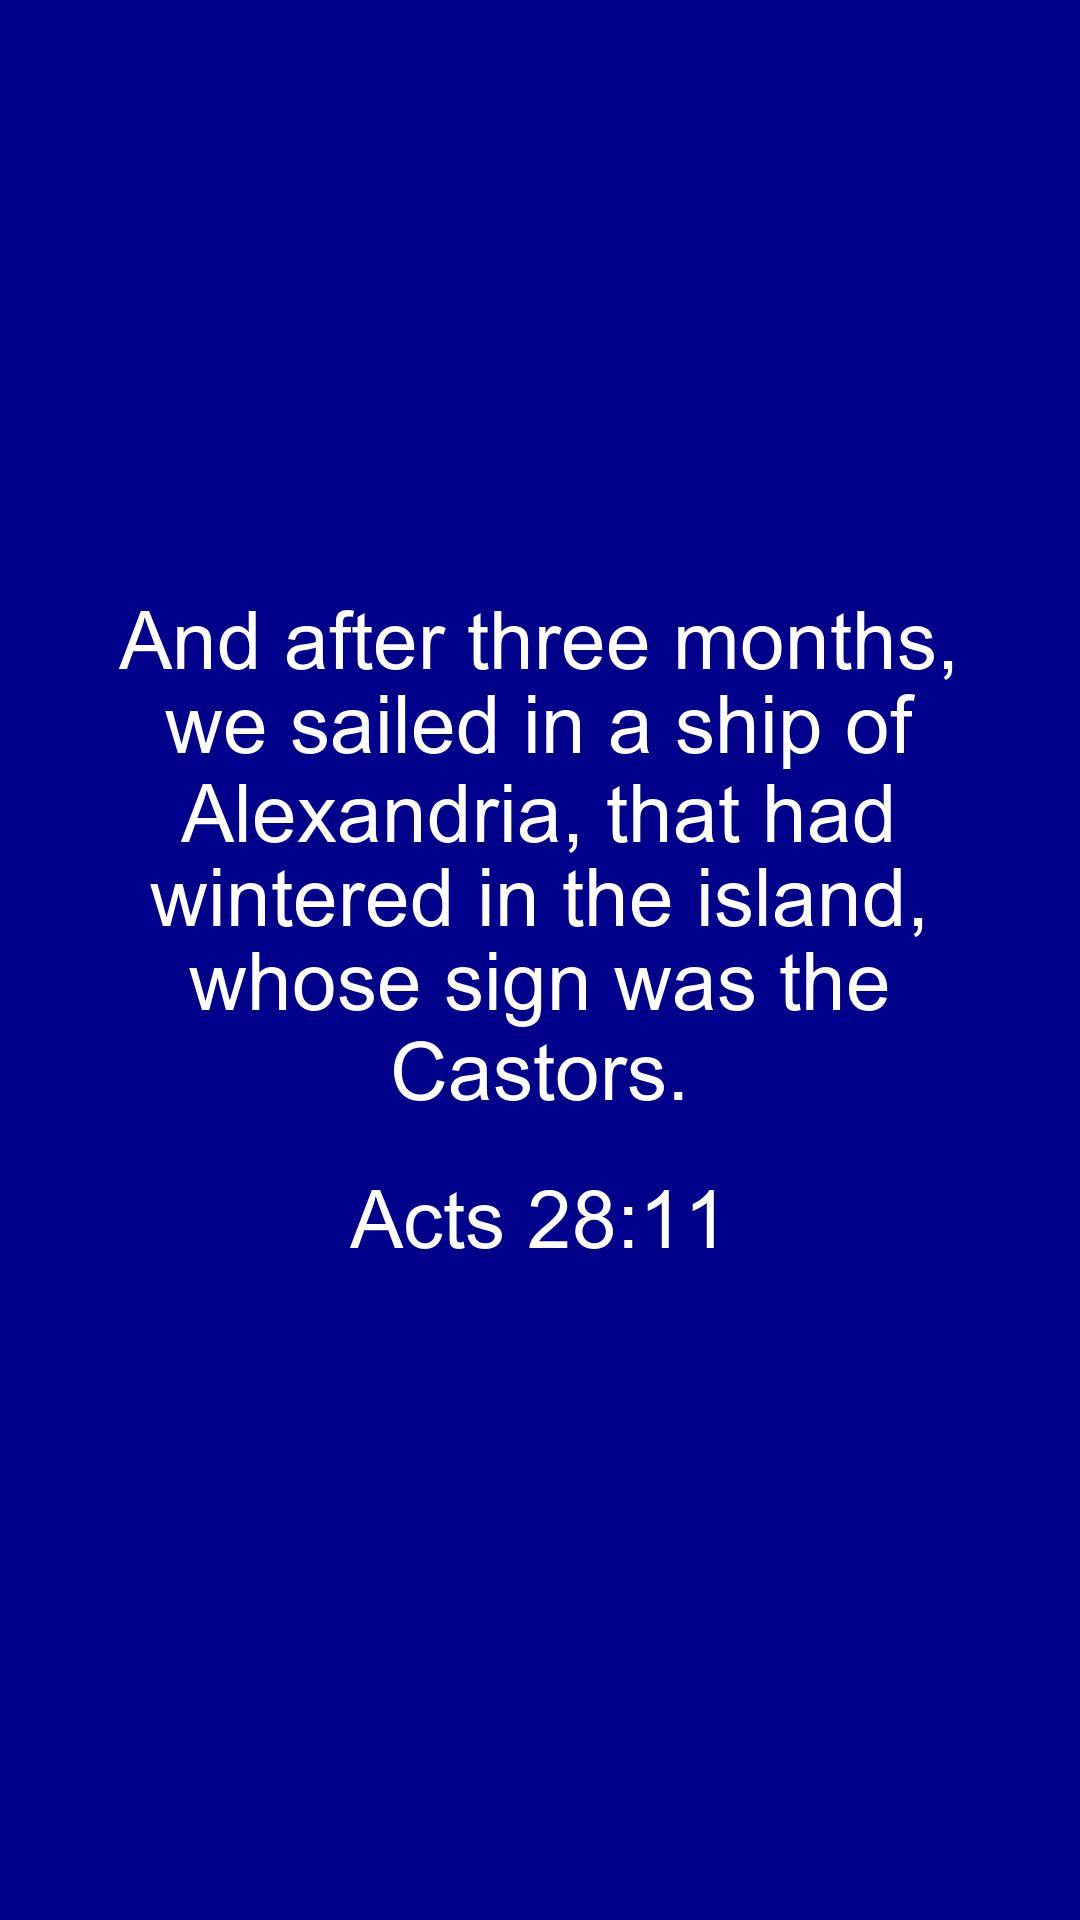 And after three months,
we sailed in a ship of
Alexandria, that had
wintered in the island,
whose sign was the
Castors.
Acts 28:11